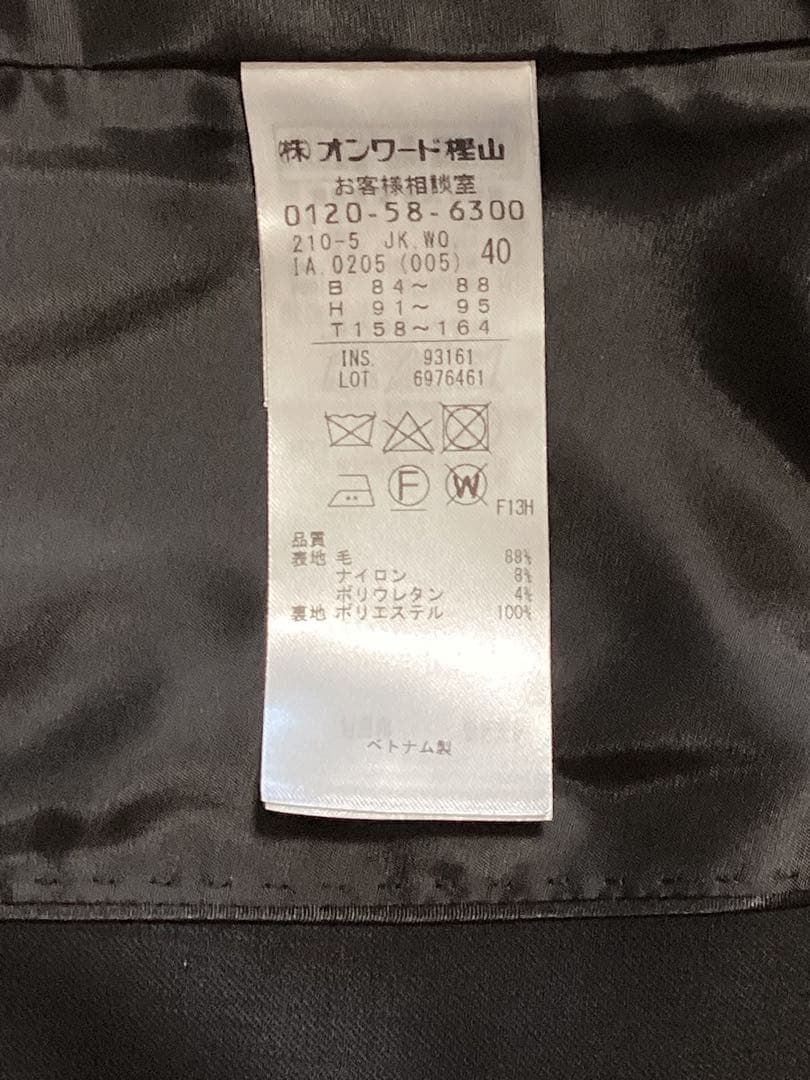 ㈱オンワード樫山
お客様相談室
0120-58-6300
210-5 JK.WO.
IA.0205 (005) 40
B 84～ 88
H 91～ 95
T158～164
INS. 93161
LOT 6976461
F
W
F13H
品質
表地 毛 88%
ナイロン 8%
ポリウレタン 4%
裏地 ポリエステル 100%
ベトナム製